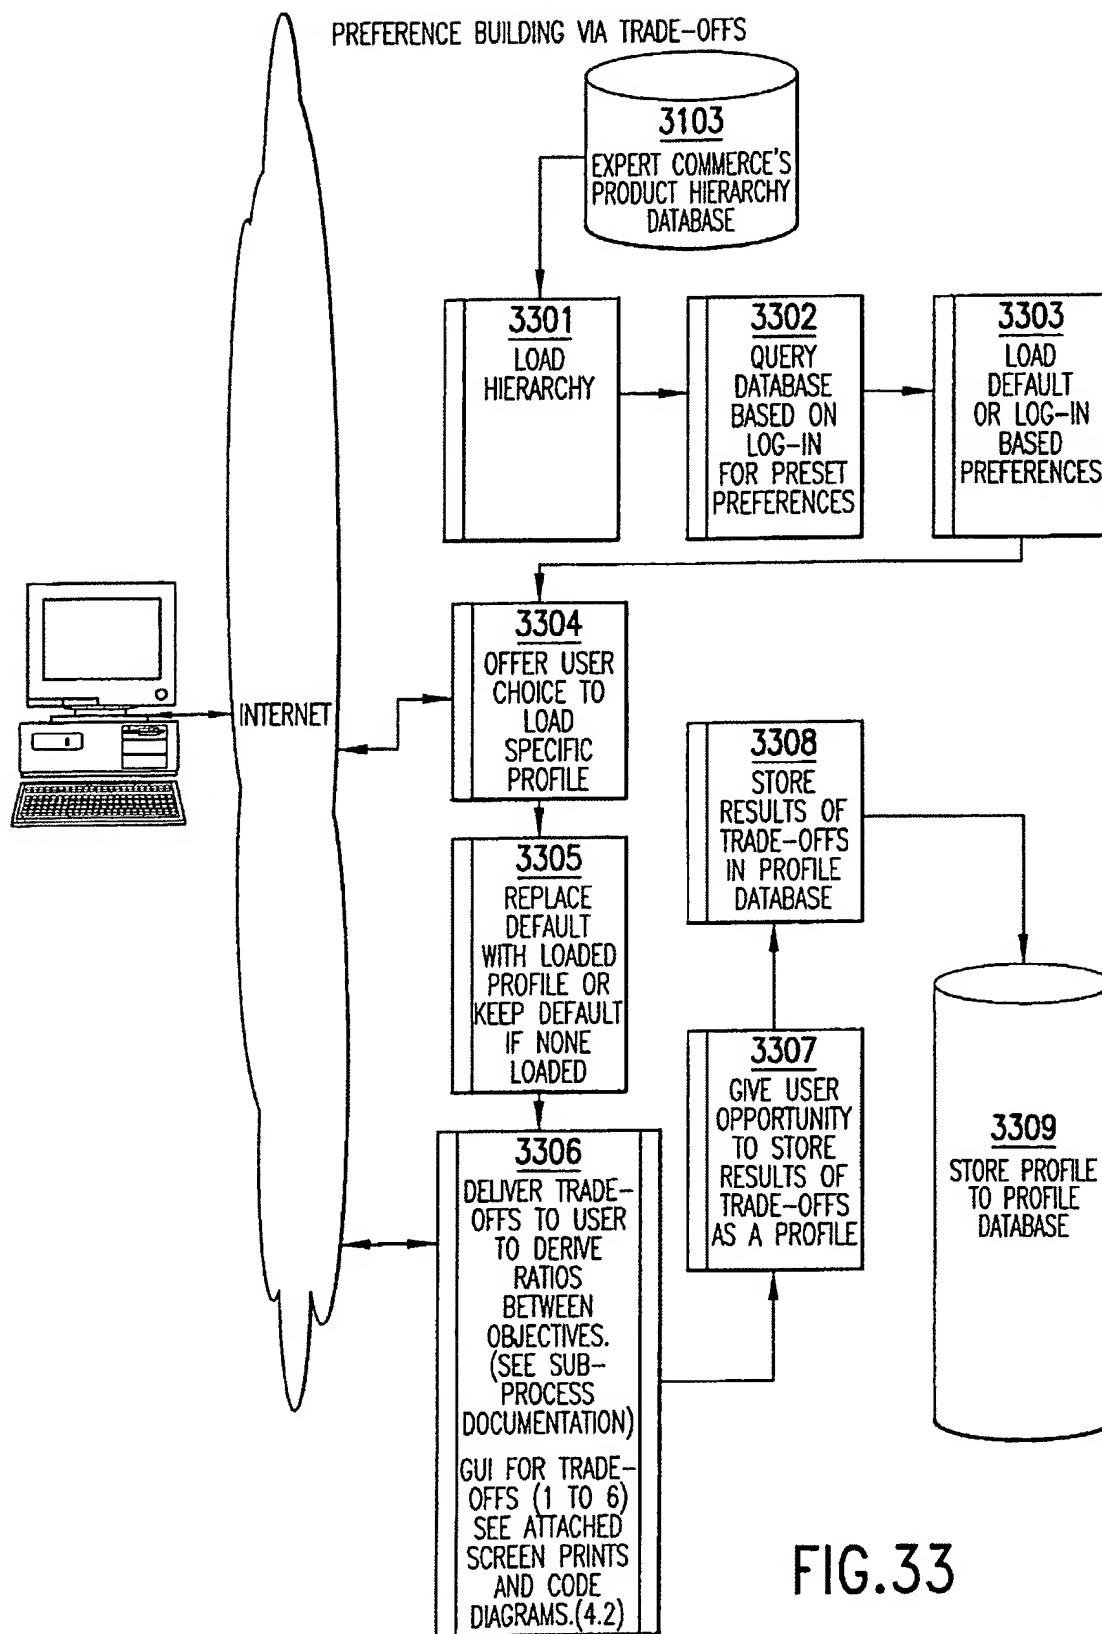 PREFERENCE BUILDING VIA TRADE-OFFS
3103
EXPERT COMMERCE'S
PRODUCT HIERARCHY
DATABASE
3301
LOAD
HIERARCHY
3302
QUERY
DATABASE
BASED ON
LOG-IN
FOR PRESET
PREFERENCES
3303
LOAD
DEFAULT
OR LOG-IN
BASED
PREFERENCES
INTERNET
3304
OFFER USER
CHOICE TO
LOAD
SPECIFIC
PROFILE
3305
REPLACE
DEFAULT
WITH LOADED
PROFILE OR
KEEP DEFAULT
IF NONE
LOADED
3306
DELIVER TRADE-
OFFS TO USER
TO DERIVE
RATIOS
BETWEEN
OBJECTIVES.
(SEE SUB-
PROCESS
DOCUMENTATION)
GUI FOR TRADE-
OFFS (1 TO 6)
SEE ATTACHED
SCREEN PRINTS
AND CODE
DIAGRAMS.(4.2)
3307
GIVE USER
OPPORTUNITY
TO STORE
RESULTS OF
TRADE-OFFS
AS A PROFILE
3308
STORE
RESULTS OF
TRADE-OFFS
IN PROFILE
DATABASE
3309
STORE PROFILE
TO PROFILE
DATABASE
FIG.33